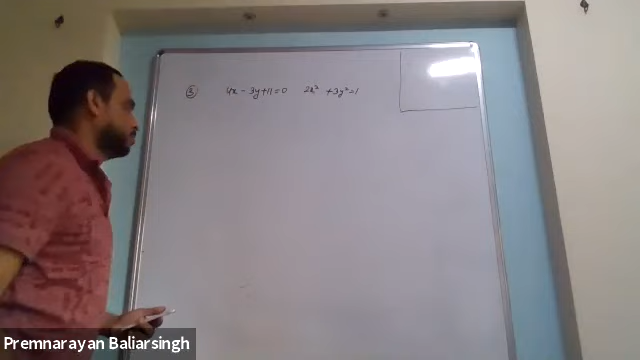 ③ 4x - 3y + 11 = 0 2x² + 3y² = 1
Premnarayan Baliarsingh